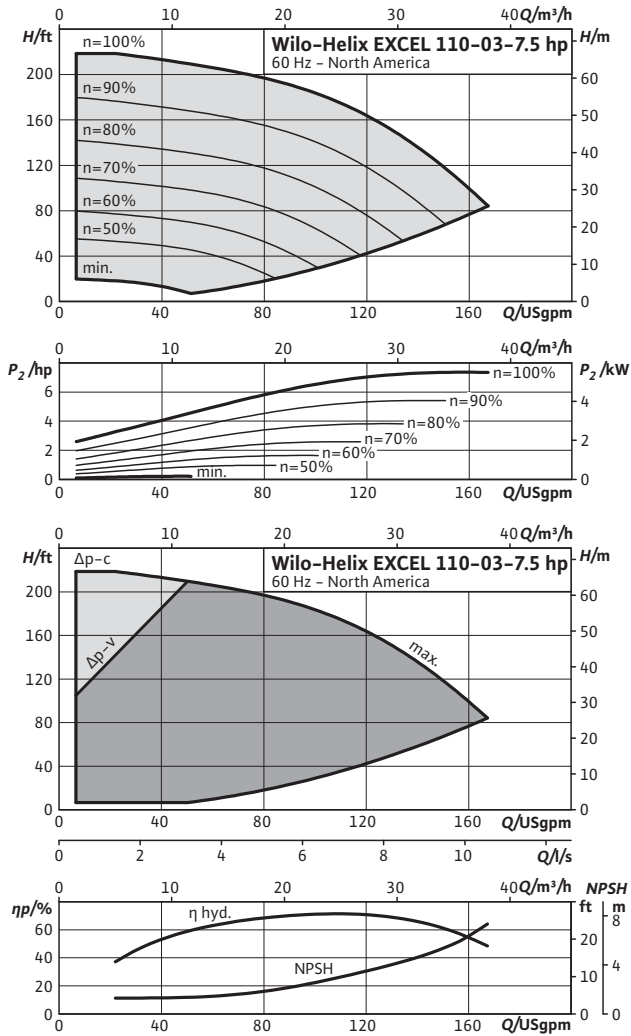 0 10 20 30 40 Q/m³/h
H/ft H/m
n=100%
Wilo-Helix EXCEL 110-03-7.5 hp
60 Hz – North America
200 60
n=90%
160 50
n=80%
120 40
n=70%
30
80 n=60%
20
n=50%
40 min. 10
0 0
0 40 80 120 160 Q/USgpm
0 10 20 30 40 Q/m³/h
P₂/hp P₂/kW
n=100%
6 4
n=90%
4
n=80%
n=70% 2
2
n=60%
n=50%
min.
0 0
0 40 80 120 160 Q/USgpm
0 10 20 30 40 Q/m³/h
H/ft H/m
Δp-c
Wilo-Helix EXCEL 110-03-7.5 hp
60 Hz – North America
200 60
160 50
Δp-v max.
40
120
30
80
20
40
10
0 0
0 40 80 120 160 Q/USgpm
0 2 4 6 8 10 Q/l/s
0 10 20 30 40 Q/m³/h NPSH
ηp/% ft m
η hyd. 8
60 20
40 NPSH 4
10
20
0 0 0
0 40 80 120 160 Q/USgpm